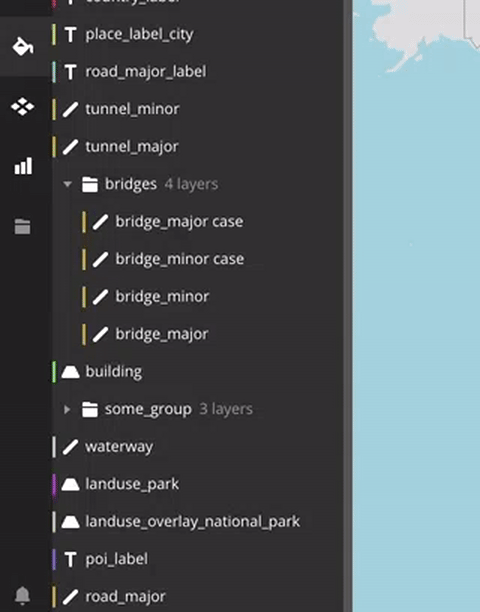 country_label
place_label_city
road_major_label
tunnel_minor
tunnel_major
bridges 4 layers
bridge_major case
bridge_minor case
bridge_minor
bridge_major
building
some_group 3 layers
waterway
landuse_park
landuse_overlay_national_park
poi_label
road_major